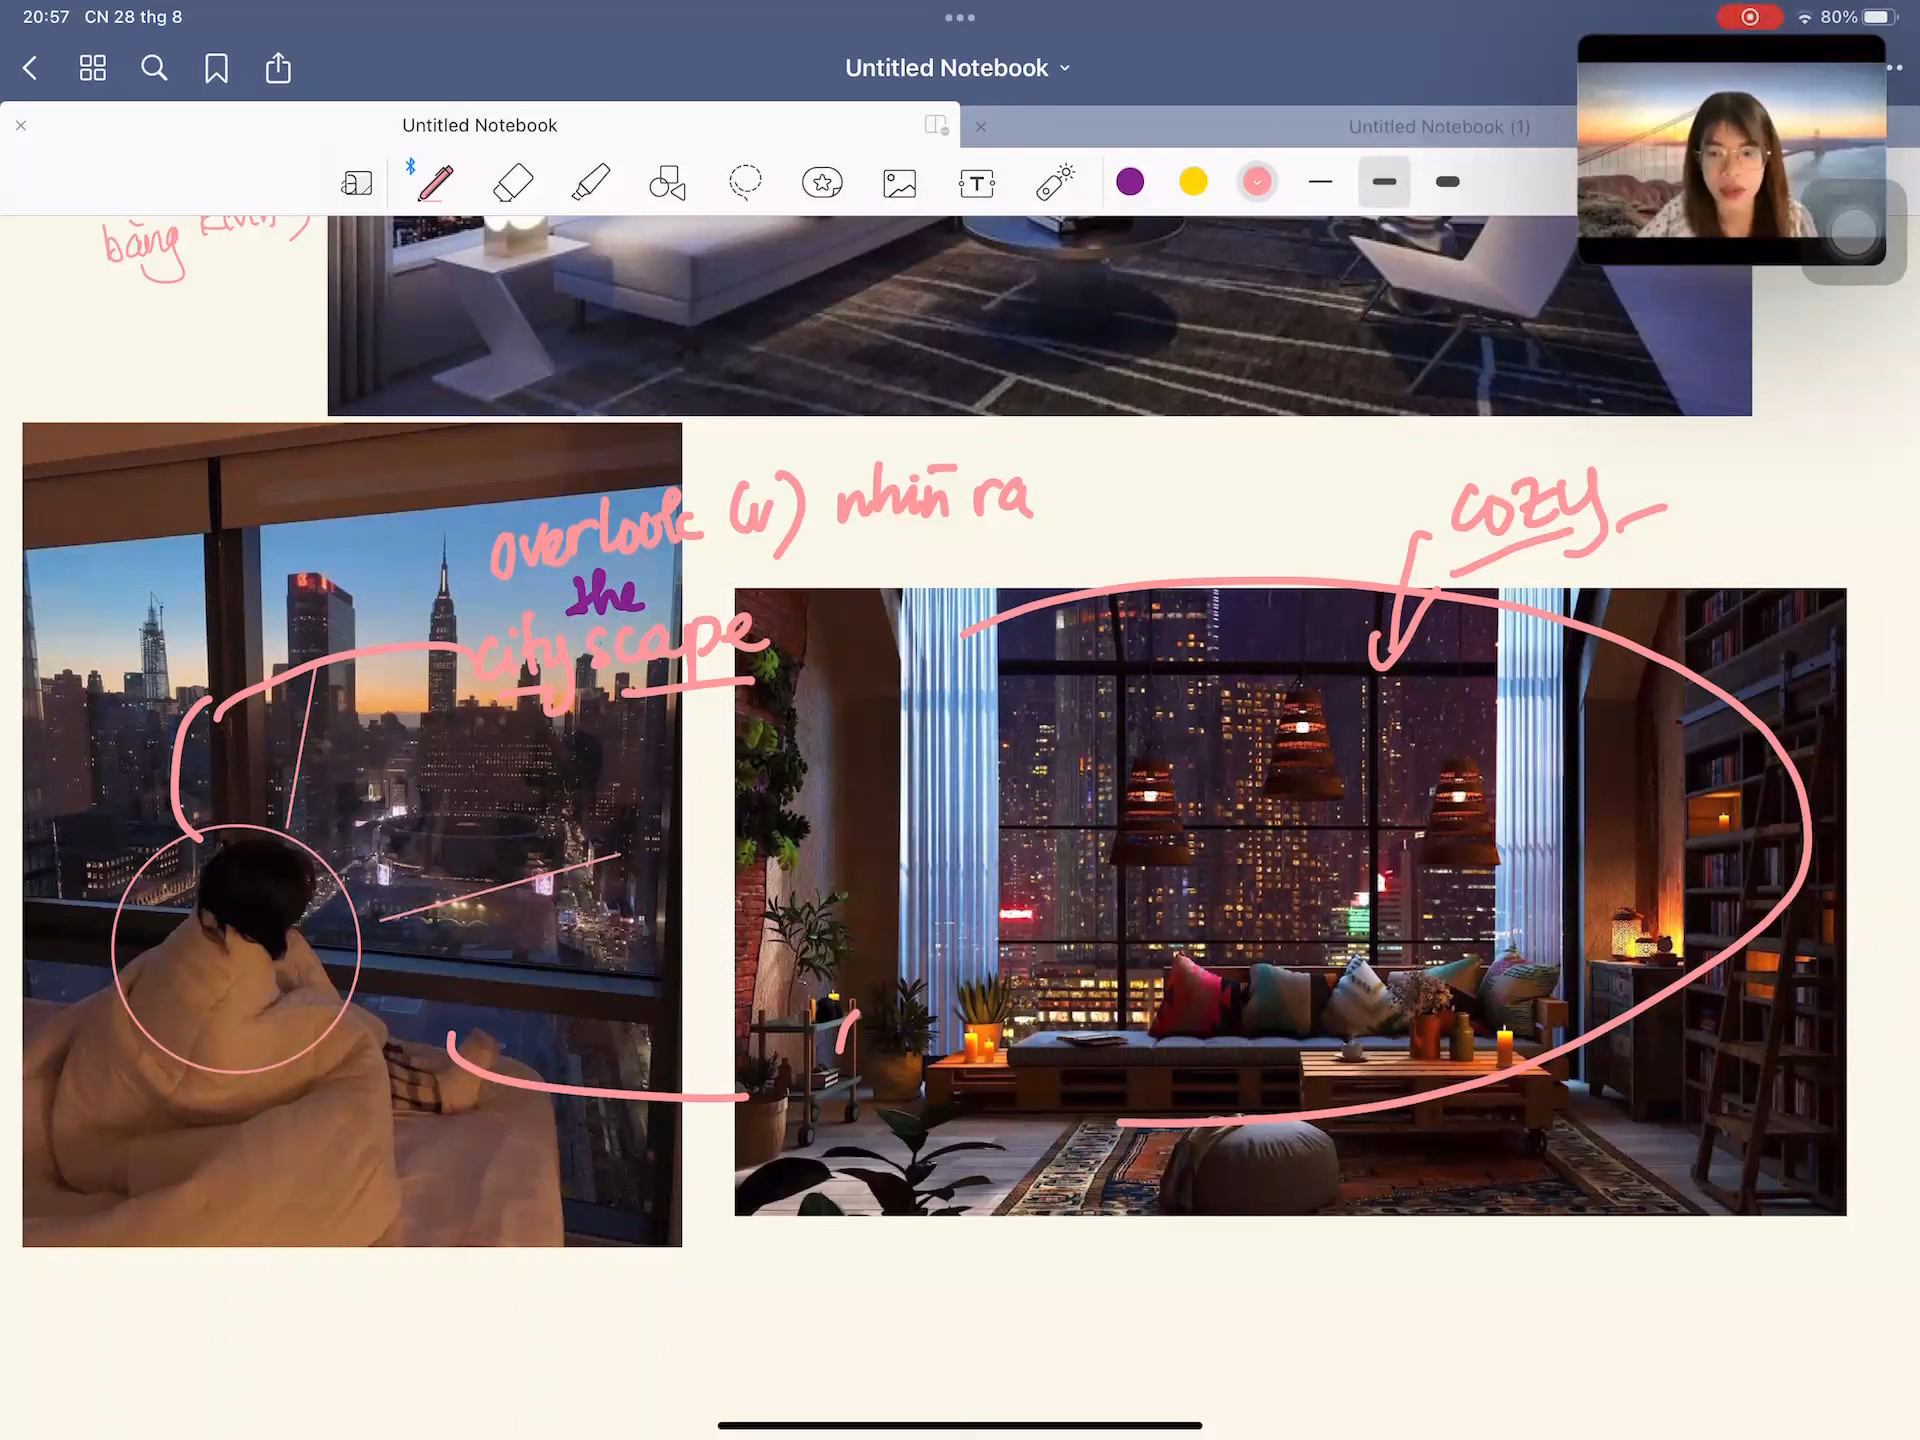 20:57 CN 28 thg 8
80%
Untitled Notebook
Untitled Notebook
Untitled Notebook (1)
bằng
overlook (v) nhìn ra
the
cityscape
cozy